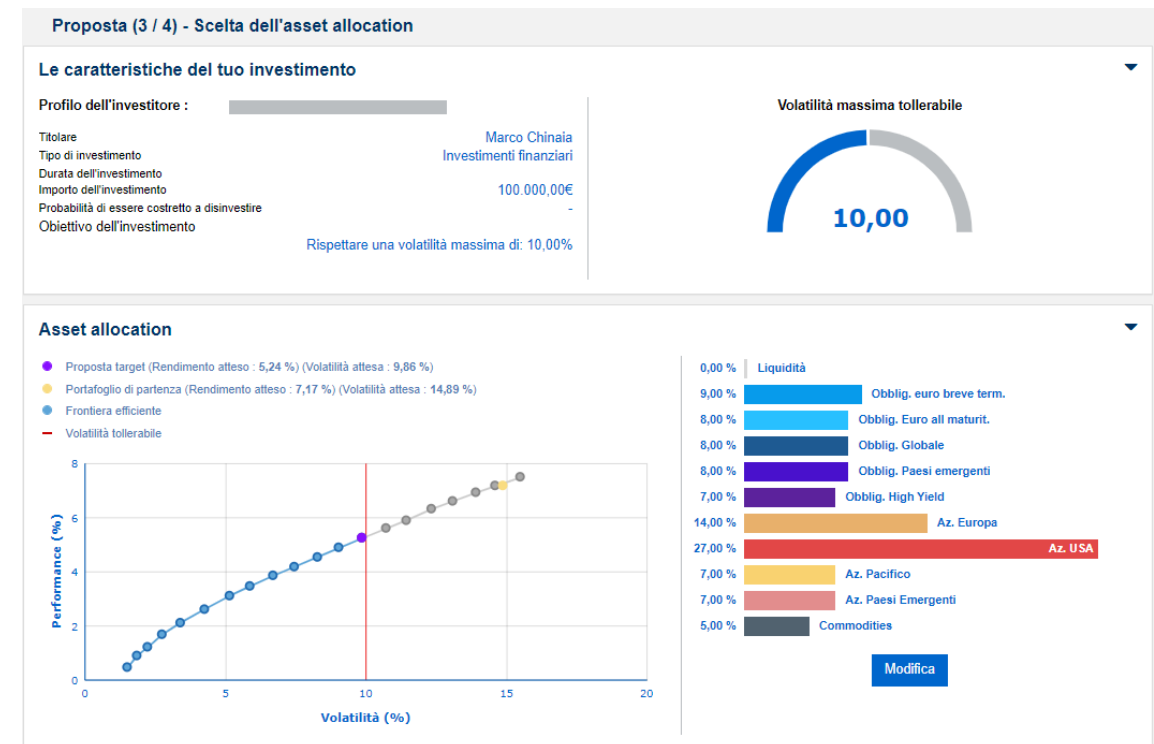 Proposta (3 / 4) - Scelta dell'asset allocation
Le caratteristiche del tuo investimento
Profilo dell'investitore :
Titolare Marco Chinaia
Tipo di investimento Investimenti finanziari
Durata dell'investimento
Importo dell'investimento 100.000,00€
Probabilità di essere costretto a disinvestire -
Obiettivo dell'investimento
Rispettare una volatilità massima di: 10,00%
Volatilità massima tollerabile
10,00
Asset allocation
Proposta target (Rendimento atteso : 5,24 %) (Volatilità attesa : 9,86 %)
Portafoglio di partenza (Rendimento atteso : 7,17 %) (Volatilità attesa : 14,89 %)
Frontiera efficiente
Volatilità tollerabile
Performance (%)
8
6
4
2
0
0 5 10 15 20
Volatilità (%)
0,00 % Liquidità
9,00 % Obblig. euro breve term.
8,00 % Obblig. Euro all maturit.
8,00 % Obblig. Globale
8,00 % Obblig. Paesi emergenti
7,00 % Obblig. High Yield
14,00 % Az. Europa
27,00 % Az. USA
7,00 % Az. Pacifico
7,00 % Az. Paesi Emergenti
5,00 % Commodities
Modifica